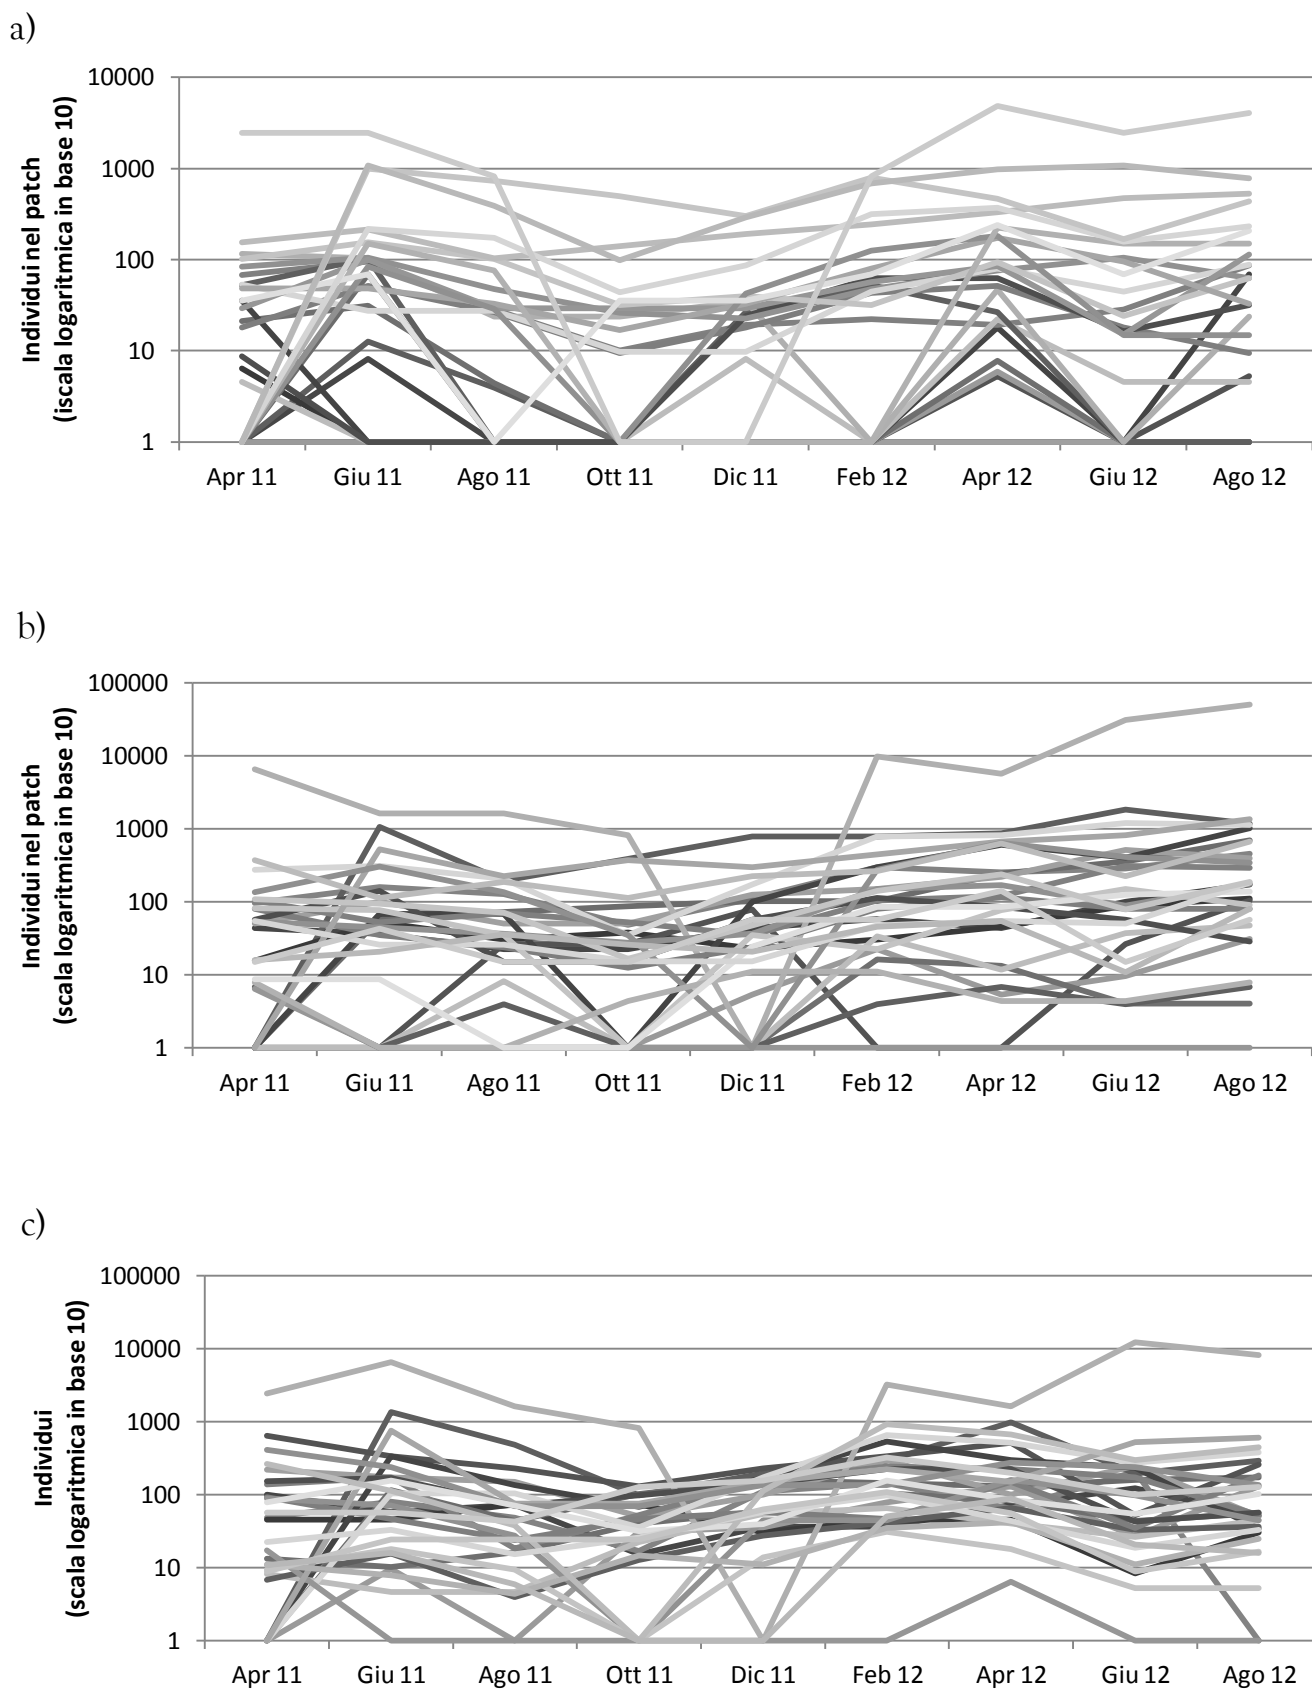 a)
10000
1000
100
10
1
Individui nel patch
(iscala logaritmica in base 10)
Apr 11 Giu 11 Ago 11 Ott 11 Dic 11 Feb 12 Apr 12 Giu 12 Ago 12
b)
100000
10000
1000
100
10
1
Individui nel patch
(scala logaritmica in base 10)
Apr 11 Giu 11 Ago 11 Ott 11 Dic 11 Feb 12 Apr 12 Giu 12 Ago 12
c)
100000
10000
1000
100
10
1
Individui
(scala logaritmica in base 10)
Apr 11 Giu 11 Ago 11 Ott 11 Dic 11 Feb 12 Apr 12 Giu 12 Ago 12